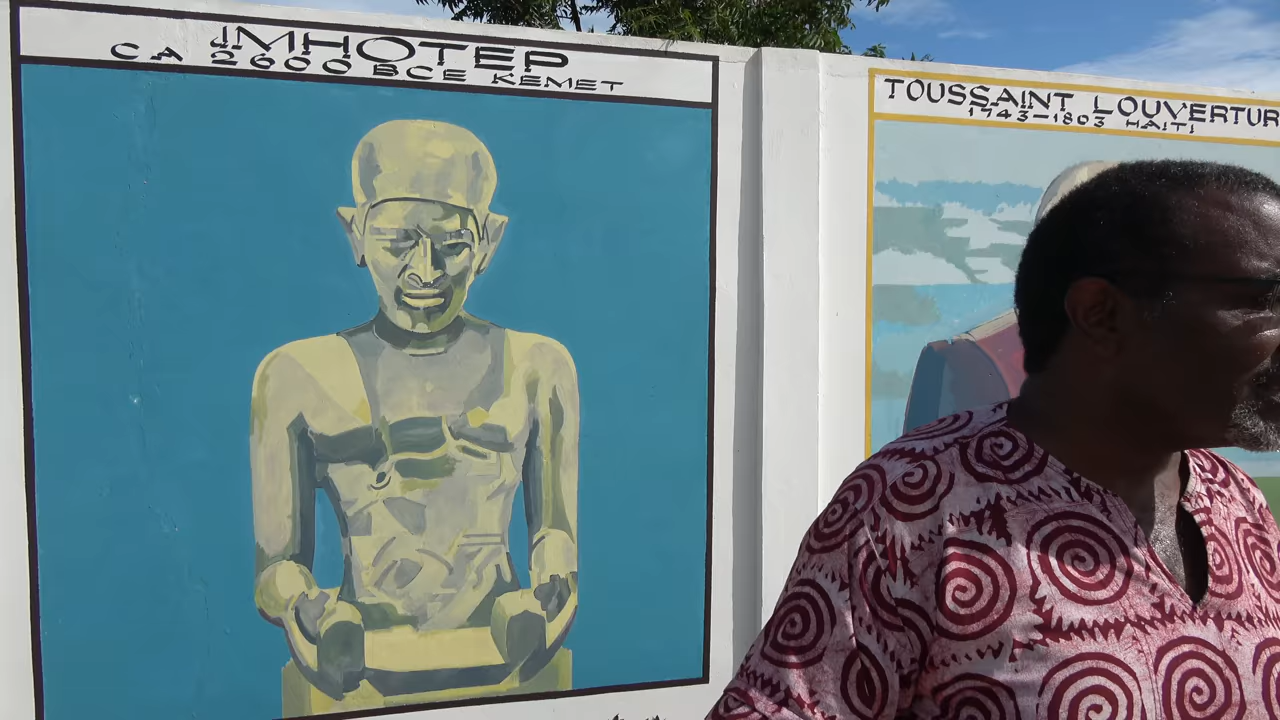 IMHOTEP
CA 2600 BCE KEMET
TOUSSAINT LOUVERTUR
1743-1803 HAITI